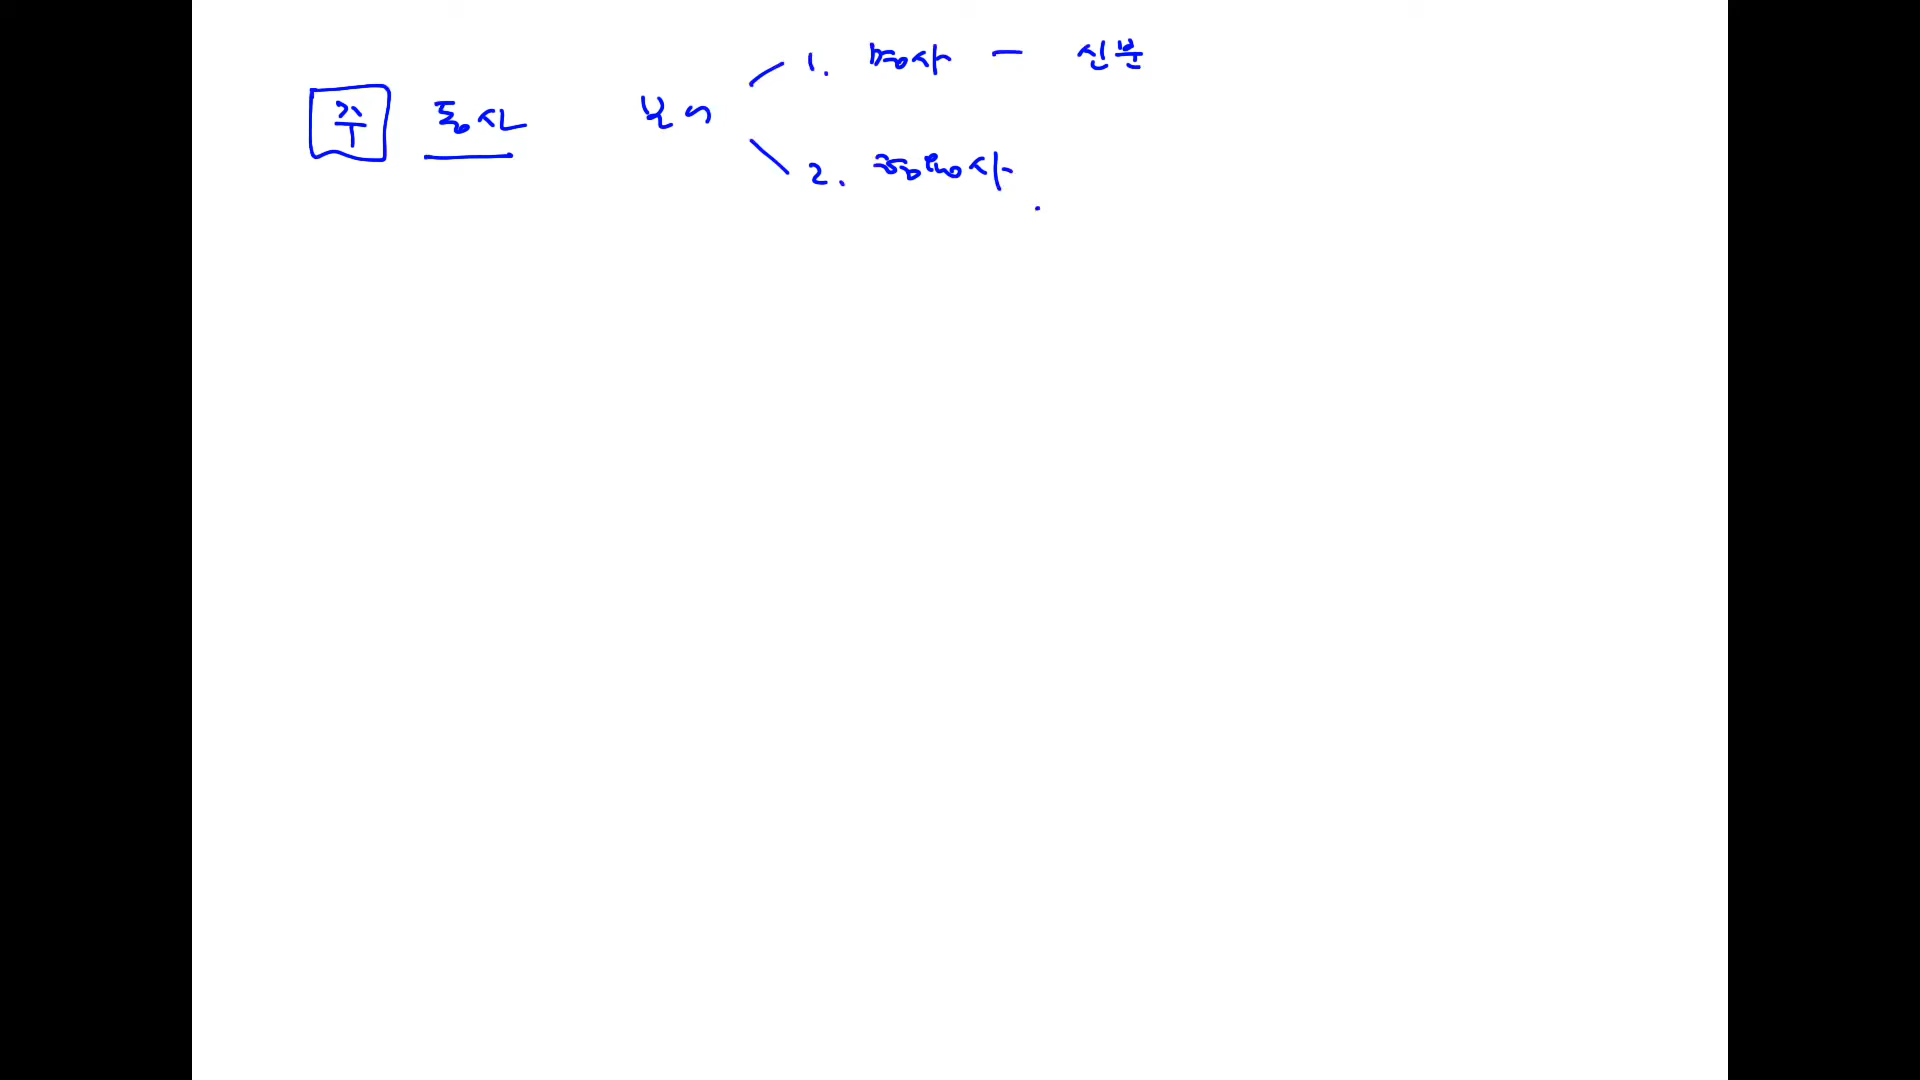 1. 명사 - 신분
주 동사 보어
2. 형용사